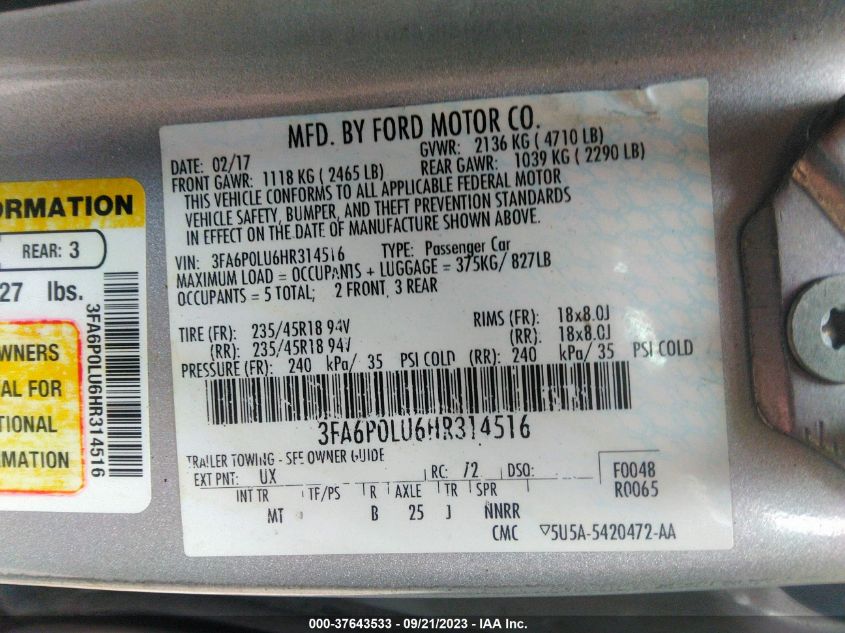 MFD. BY FORD MOTOR CO.
DATE: 02/17
GVWR: 2136 KG ( 4710 LB)
FRONT GAWR: 1118 KG ( 2465 LB)
REAR GAWR: 1039 KG ( 2290 LB)
THIS VEHICLE CONFORMS TO ALL APPLICABLE FEDERAL MOTOR
VEHICLE SAFETY, BUMPER, AND THEFT PREVENTION STANDARDS
IN EFFECT ON THE DATE OF MANUFACTURE SHOWN ABOVE.
VIN: 3FA6P0LU6HR314516 TYPE: Passenger Car
MAXIMUM LOAD = OCCUPANTS + LUGGAGE = 375KG/ 827LB
OCCUPANTS = 5 TOTAL; 2 FRONT, 3 REAR
TIRE (FR): 235/45R18 94V RIMS (FR): 18x8.0J
(RR): 235/45R18 94V (RR): 18x8.0J
PRESSURE (FR): 240 kPa/ 35 PSI COLD (RR): 240 kPa/ 35 PSI COLD
3FA6P0LU6HR314516
TRAILER TOWING - SEE OWNER GUIDE
EXT PNT: UX RC: 72 DSO: F0048
INT TR TF/PS R AXLE TR SPR R0065
MT B 25 J NNRR
CMC ▽5U5A-5420472-AA
ORMATION
REAR: 3
27 lbs.
WNERS
AL FOR
TIONAL
MATION
3FA6P0LU6HR314516
000-37643533 - 09/21/2023 - IAA Inc.